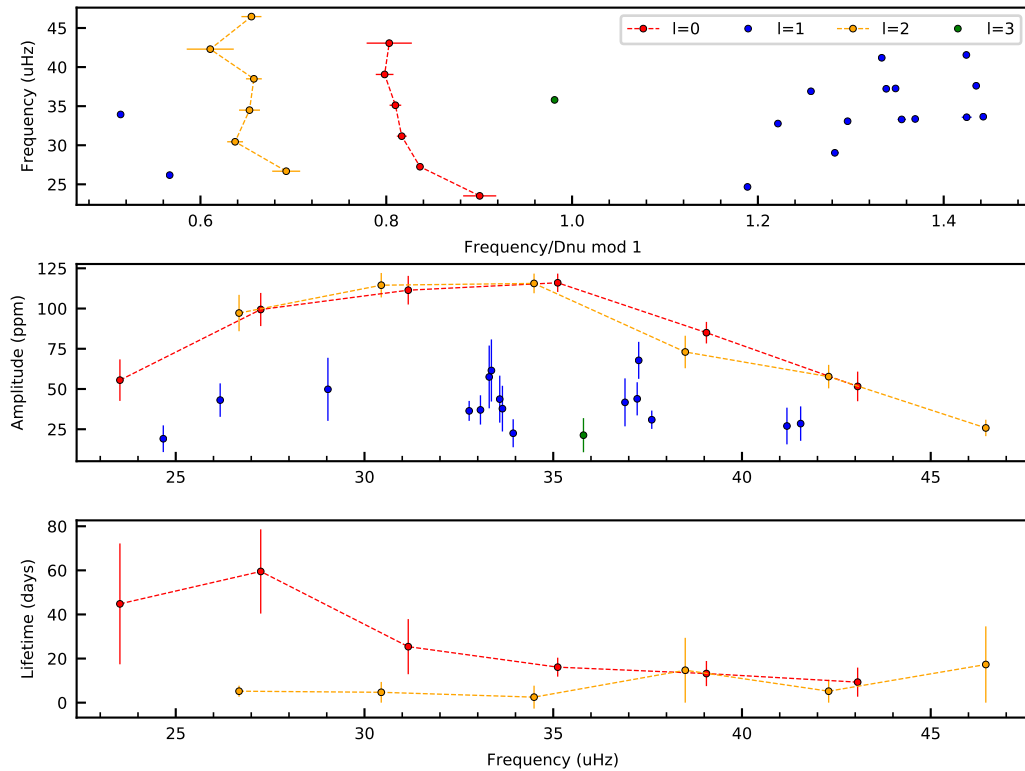 l=0 l=1 l=2 l=3
45
40
35
30
25
Frequency (uHz)
0.6 0.8 1.0 1.2 1.4
Frequency/Dnu mod 1
125
100
75
50
25
Amplitude (ppm)
25 30 35 40 45
80
60
40
20
0
Lifetime (days)
25 30 35 40 45
Frequency (uHz)